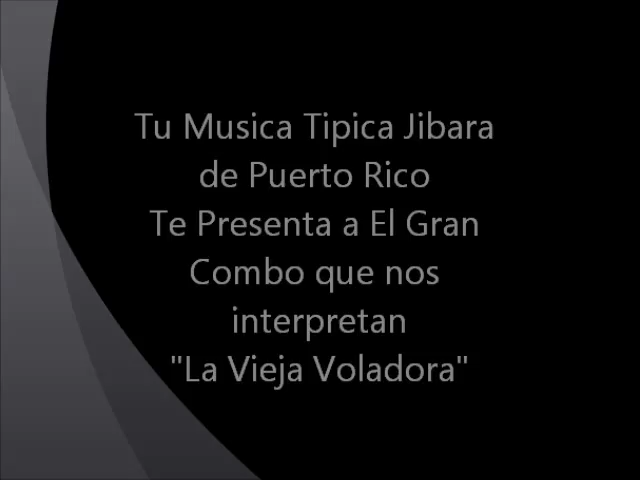 Tu Musica Tipica Jibara
de Puerto Rico
Te Presenta a El Gran
Combo que nos
interpretan
"La Vieja Voladora"